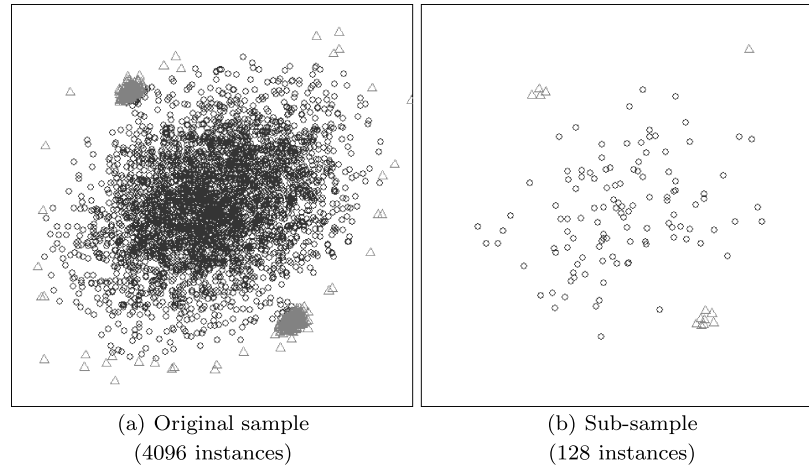 (a) Original sample
(4096 instances)
(b) Sub-sample
(128 instances)